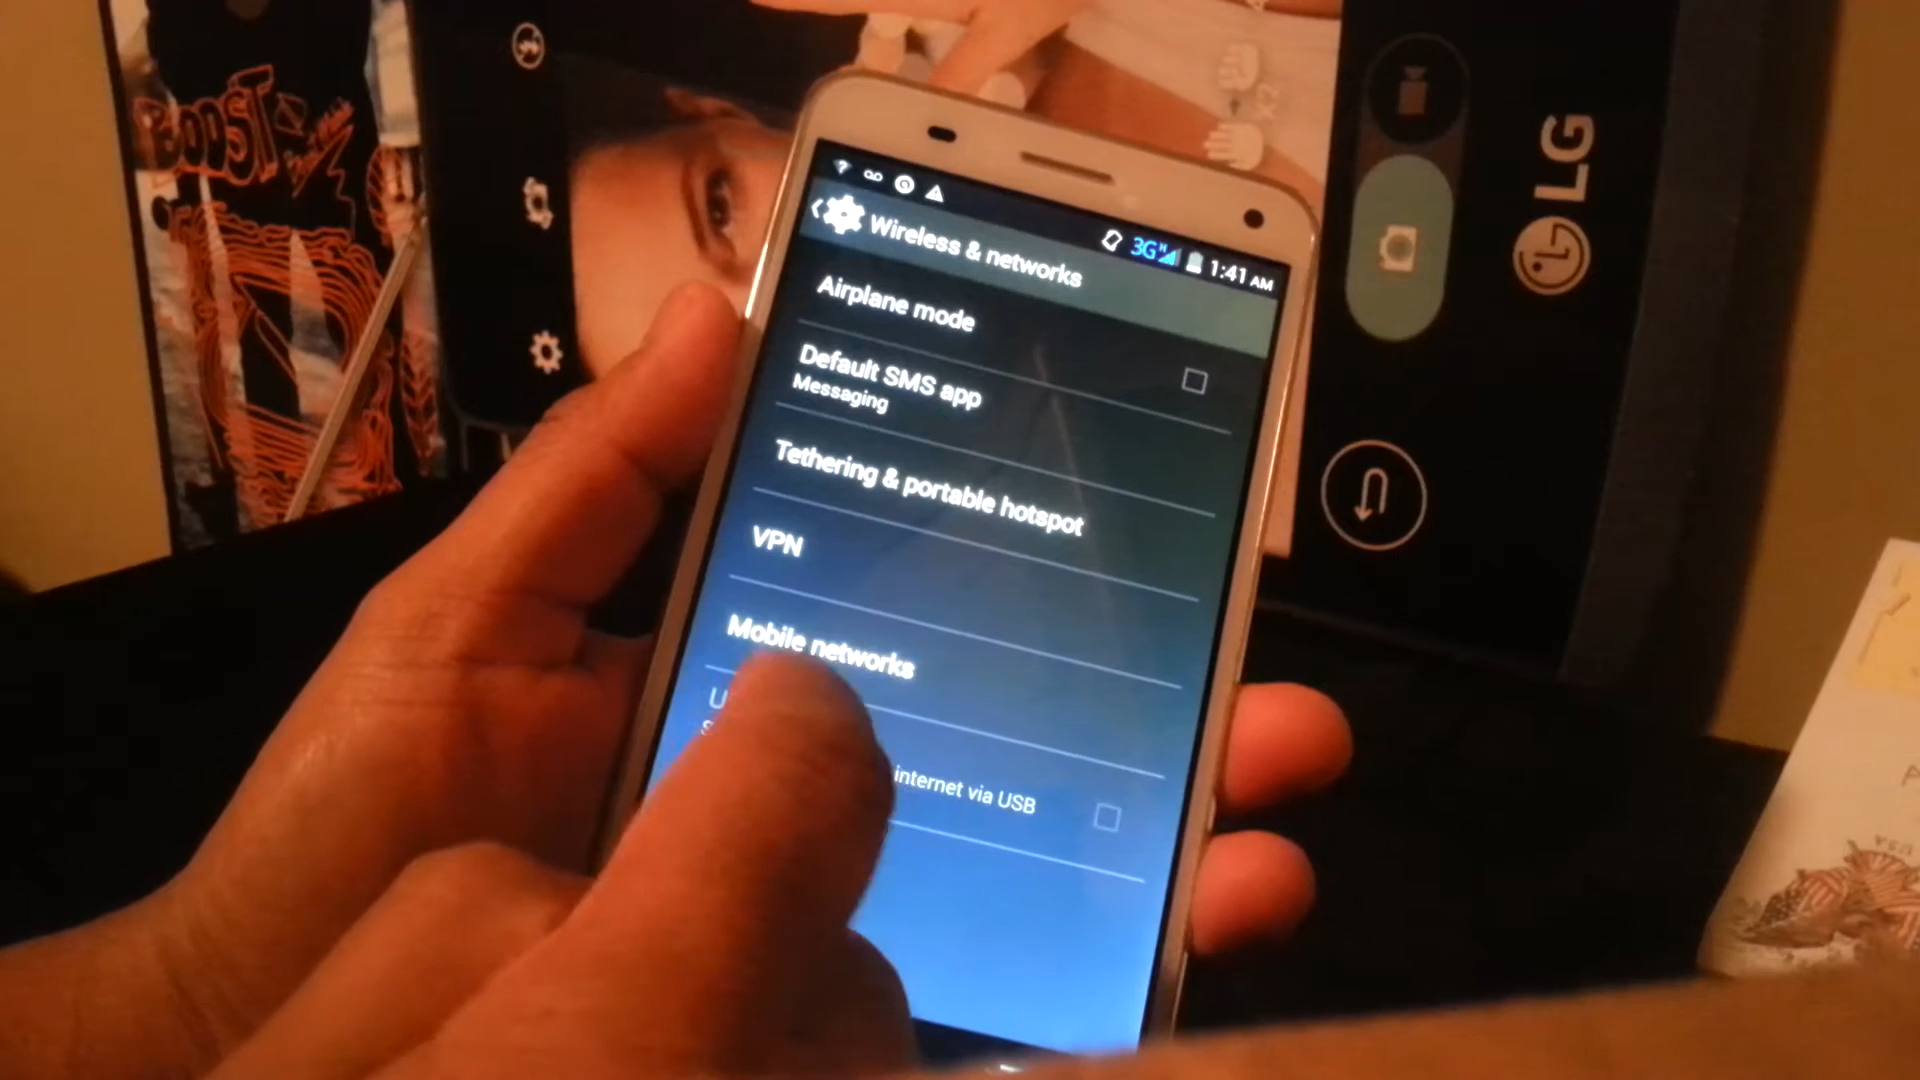 BOOST
LG
3G H 1:41 AM
Wireless & networks
Airplane mode
Default SMS app
Messaging
Tethering & portable hotspot
VPN
Mobile networks
U
S
internet via USB